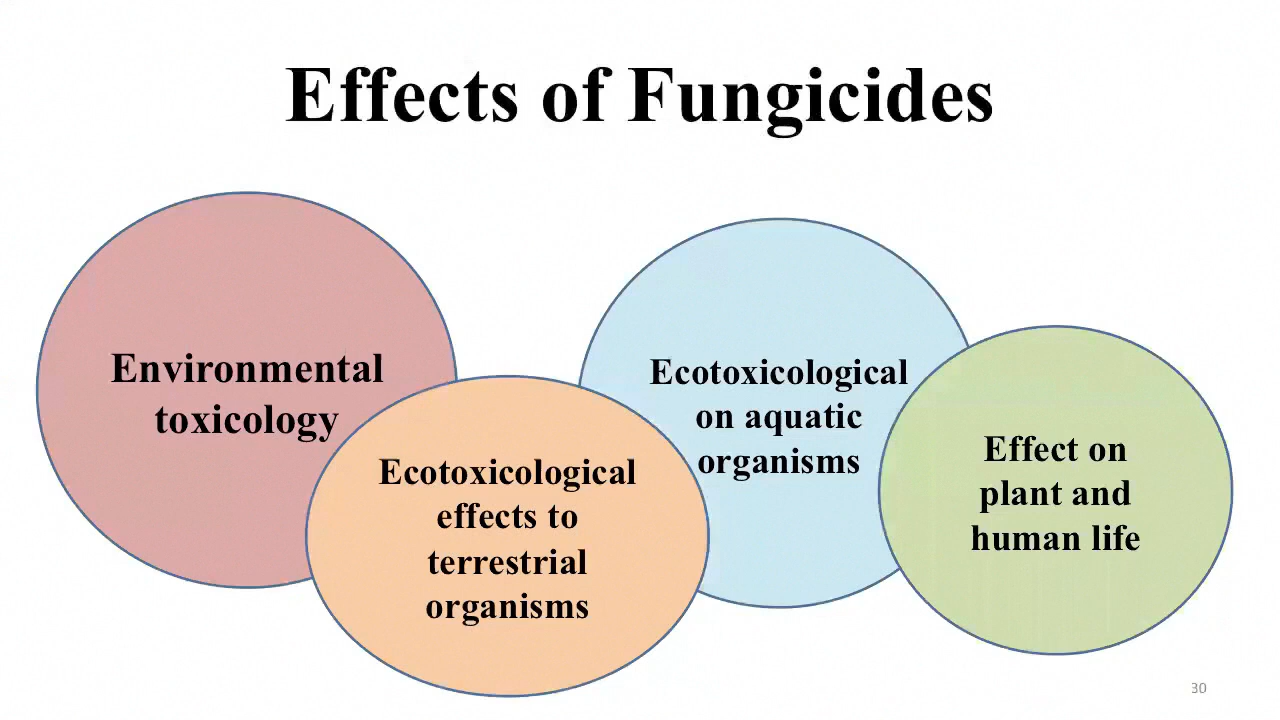 Effects of Fungicides
Environmental
toxicology
Ecotoxicological
effects to
terrestrial
organisms
Ecotoxicological
on aquatic
organisms
Effect on
plant and
human life
30